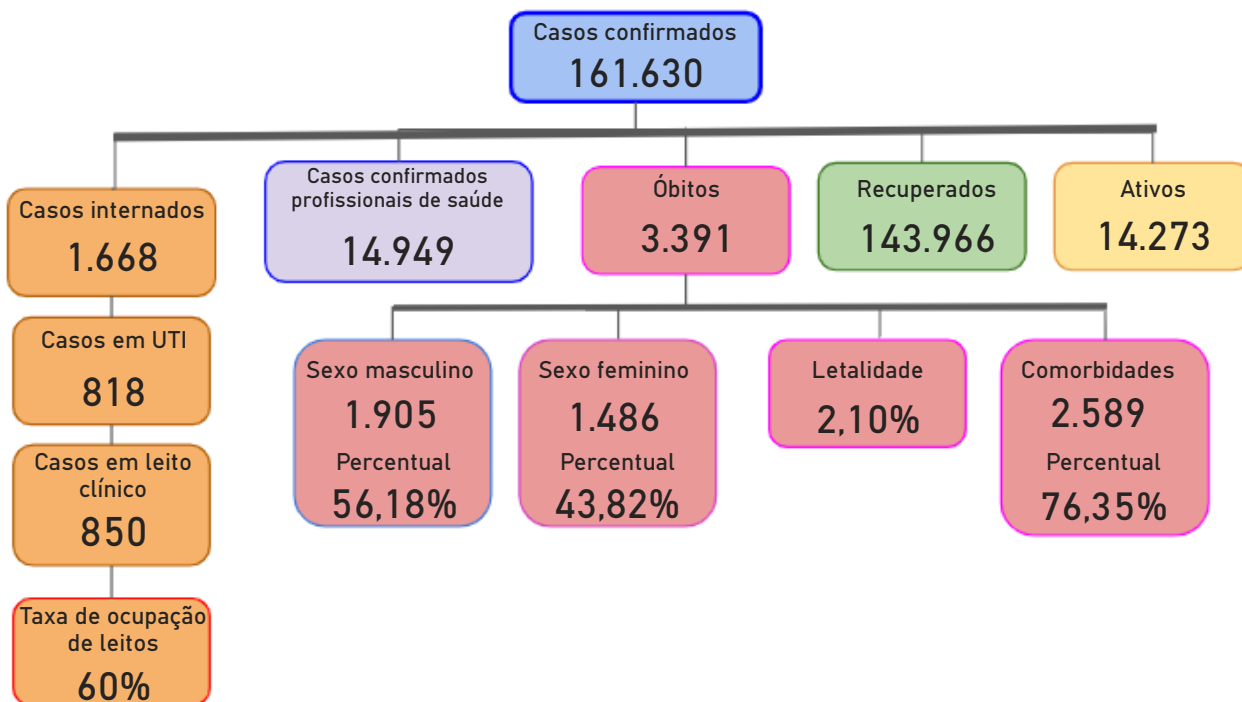 Casos confirmados
161.630
Casos internados
1.668
Casos confirmados
profissionais de saúde
14.949
Óbitos
3.391
Recuperados
143.966
Ativos
14.273
Casos em UTI
818
Casos em leito
clínico
850
Taxa de ocupação
de leitos
60%
Sexo masculino
1.905
Percentual
56,18%
Sexo feminino
1.486
Percentual
43,82%
Letalidade
2,10%
Comorbidades
2.589
Percentual
76,35%